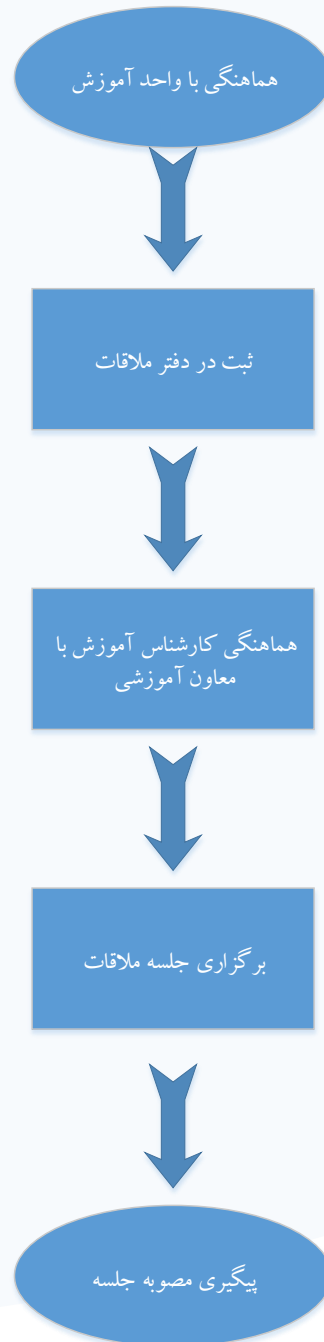 هماهنگی با واحد آموزش
ثبت در دفتر ملاقات
هماهنگی کارشناس آموزش با
معاون آموزشی
برگزاری جلسه ملاقات
پیگیری مصوبه جلسه